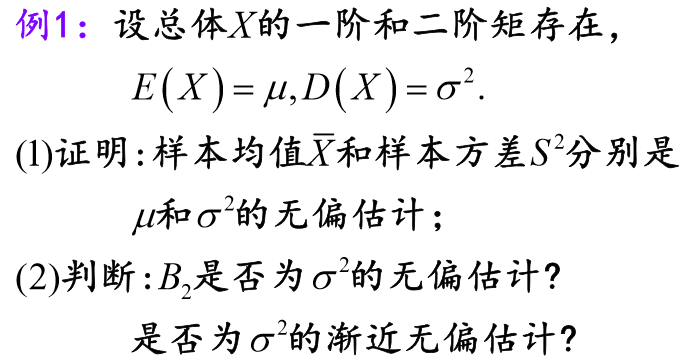 例1：设总体X的一阶和二阶矩存在，
E(X)=μ,D(X)=σ².
(1)证明:样本均值X̅和样本方差S²分别是
μ和σ²的无偏估计；
(2)判断:B₂是否为σ²的无偏估计?
是否为σ²的渐近无偏估计?